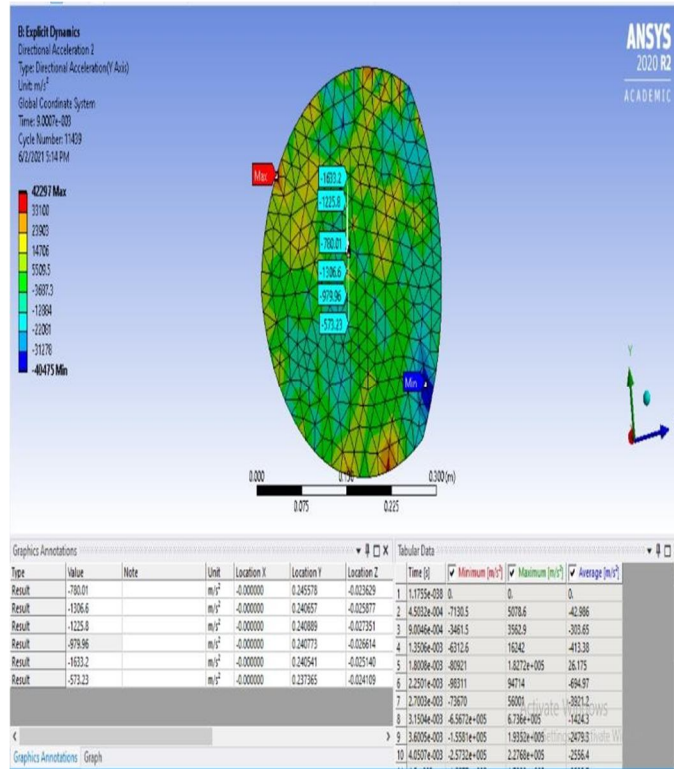 B: Explicit Dynamics
Directional Acceleration 2
Type: Directional Acceleration(Y Axis)
Unit: m/s²
Global Coordinate System
Time: 9.0007e-003
Cycle Number: 11439
6/2/2021 5:14 PM
42297 Max
33100
23903
14706
5509.5
-3687.3
-12884
-22081
-31278
-40475 Min
ANSYS
2020 R2
ACADEMIC
Max
-1633.2
-1225.8
-780.01
-1306.6
-979.96
-573.23
Min
Y
0.000 0.150 0.300 (m)
0.075 0.225
Graphics Annotations
Type Value Note Unit Location X Location Y Location Z
Result -780.01 m/s² -0.000000 0.245578 -0.023629
Result -1306.6 m/s² -0.000000 0.240657 -0.025877
Result -1225.8 m/s² -0.000000 0.240889 -0.027351
Result -979.96 m/s² -0.000000 0.240773 -0.026614
Result -1633.2 m/s² -0.000000 0.240541 -0.025140
Result -573.23 m/s² -0.000000 0.237365 -0.024109
Graphics Annotations Graph
Tabular Data
Time [s] Minimum [m/s²] Maximum [m/s²] Average [m/s²]
1 1.1755e-038 0. 0. 0.
2 4.5032e-004 -7130.5 5078.6 -42.986
3 9.0046e-004 -3461.5 3562.9 -303.65
4 1.3506e-003 -6312.6 16242 -413.38
5 1.8008e-003 -80921 1.8272e+005 26.175
6 2.2501e-003 -98311 94714 -694.97
7 2.7003e-003 -73670 56001 -3921.2
8 3.1504e-003 -6.5672e+005 6.736e+005 -1424.3
9 3.6005e-003 -1.5581e+005 1.9352e+005 -2479.3
10 4.0507e-003 -2.5732e+005 2.2768e+005 -2556.4
Activate Windows